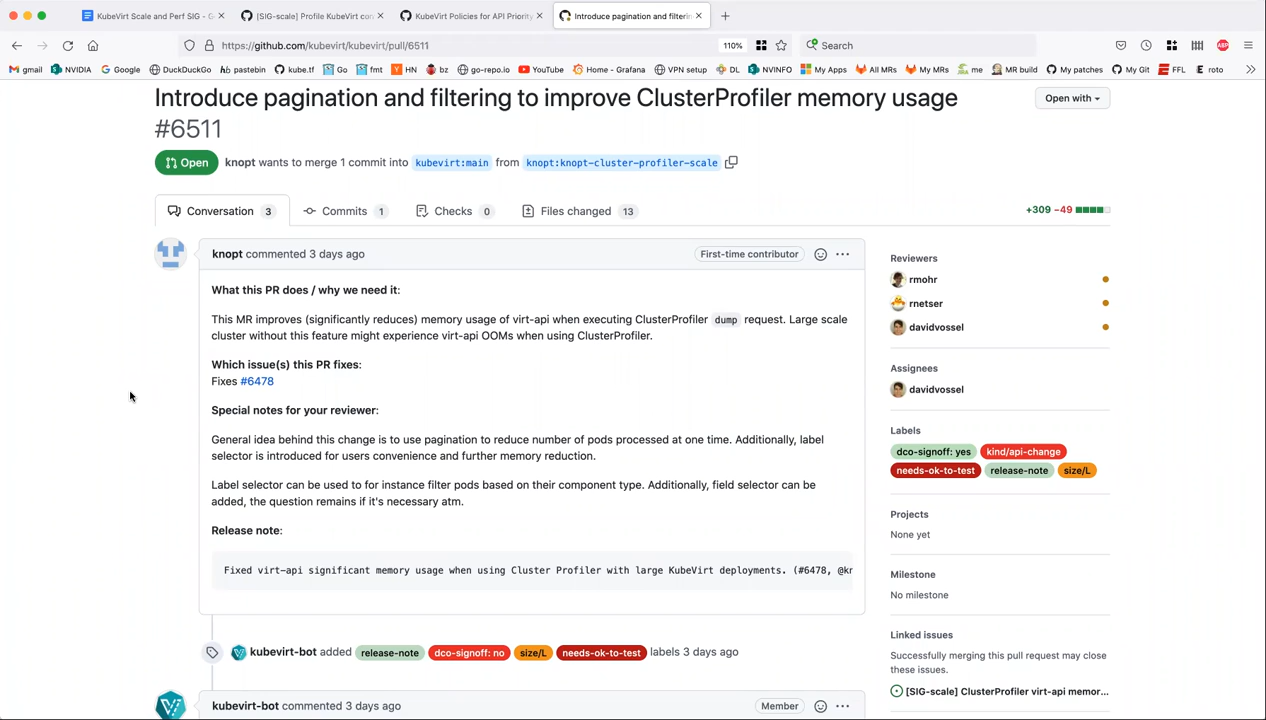 KubeVirt Scale and Perf SIG - G
[SIG-scale] Profile KubeVirt con
KubeVirt Policies for API Priority
Introduce pagination and filterin
https://github.com/kubevirt/kubevirt/pull/6511
110%
Search
gmail
NVIDIA
Google
DuckDuckGo
pastebin
kube.tf
Go
fmt
HN
bz
go-repo.io
YouTube
Home - Grafana
VPN setup
DL
NVINFO
My Apps
All MRs
My MRs
me
MR build
My patches
My Git
FFL
roto
Introduce pagination and filtering to improve ClusterProfiler memory usage
#6511
Open with
Open
knopt wants to merge 1 commit into kubevirt:main from knopt:knopt-cluster-profiler-scale
Conversation 3
Commits 1
Checks 0
Files changed 13
+309 −49
knopt commented 3 days ago
First-time contributor
What this PR does / why we need it:
This MR improves (significantly reduces) memory usage of virt-api when executing ClusterProfiler dump request. Large scale
cluster without this feature might experience virt-api OOMs when using ClusterProfiler.
Which issue(s) this PR fixes:
Fixes #6478
Special notes for your reviewer:
General idea behind this change is to use pagination to reduce number of pods processed at one time. Additionally, label
selector is introduced for users convenience and further memory reduction.
Label selector can be used to for instance filter pods based on their component type. Additionally, field selector can be
added, the question remains if it's necessary atm.
Release note:
Fixed virt-api significant memory usage when using Cluster Profiler with large KubeVirt deployments. (#6478, @kn
kubevirt-bot added release-note dco-signoff: no size/L needs-ok-to-test labels 3 days ago
kubevirt-bot commented 3 days ago
Member
Reviewers
rmohr
rnetser
davidvossel
Assignees
davidvossel
Labels
dco-signoff: yes
kind/api-change
needs-ok-to-test
release-note
size/L
Projects
None yet
Milestone
No milestone
Linked issues
Successfully merging this pull request may close
these issues.
[SIG-scale] ClusterProfiler virt-api memor...